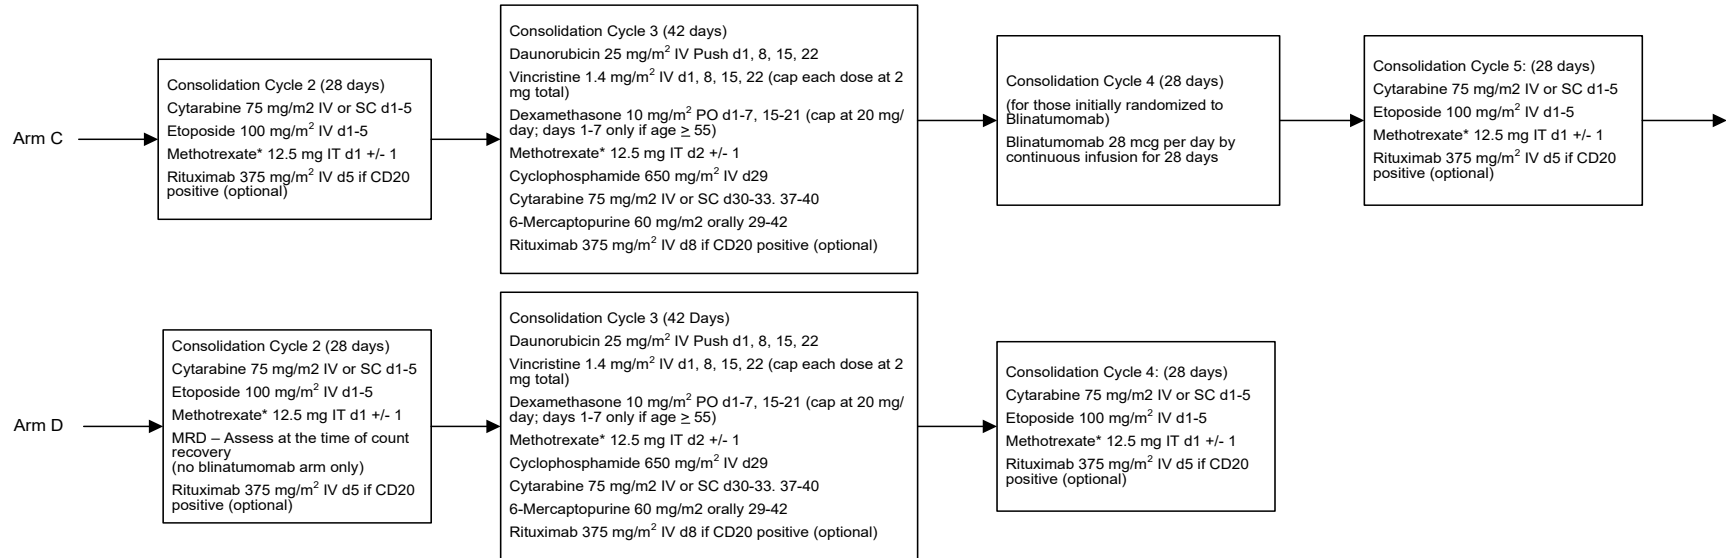 Arm C
Consolidation Cycle 2 (28 days)
Cytarabine 75 mg/m2 IV or SC d1-5
Etoposide 100 mg/m² IV d1-5
Methotrexate* 12.5 mg IT d1 +/- 1
Rituximab 375 mg/m² IV d5 if CD20
positive (optional)
Consolidation Cycle 3 (42 days)
Daunorubicin 25 mg/m² IV Push d1, 8, 15, 22
Vincristine 1.4 mg/m² IV d1, 8, 15, 22 (cap each dose at 2
mg total)
Dexamethasone 10 mg/m² PO d1-7, 15-21 (cap at 20 mg/
day; days 1-7 only if age ≥ 55)
Methotrexate* 12.5 mg IT d2 +/- 1
Cyclophosphamide 650 mg/m² IV d29
Cytarabine 75 mg/m2 IV or SC d30-33. 37-40
6-Mercaptopurine 60 mg/m2 orally 29-42
Rituximab 375 mg/m² IV d8 if CD20 positive (optional)
Consolidation Cycle 4 (28 days)
(for those initially randomized to
Blinatumomab)
Blinatumomab 28 mcg per day by
continuous infusion for 28 days
Consolidation Cycle 5: (28 days)
Cytarabine 75 mg/m2 IV or SC d1-5
Etoposide 100 mg/m² IV d1-5
Methotrexate* 12.5 mg IT d1 +/- 1
Rituximab 375 mg/m² IV d5 if CD20
positive (optional)
Arm D
Consolidation Cycle 2 (28 days)
Cytarabine 75 mg/m2 IV or SC d1-5
Etoposide 100 mg/m² IV d1-5
Methotrexate* 12.5 mg IT d1 +/- 1
MRD – Assess at the time of count
recovery
(no blinatumomab arm only)
Rituximab 375 mg/m² IV d5 if CD20
positive (optional)
Consolidation Cycle 3 (42 Days)
Daunorubicin 25 mg/m² IV Push d1, 8, 15, 22
Vincristine 1.4 mg/m² IV d1, 8, 15, 22 (cap each dose at 2
mg total)
Dexamethasone 10 mg/m² PO d1-7, 15-21 (cap at 20 mg/
day; days 1-7 only if age ≥ 55)
Methotrexate* 12.5 mg IT d2 +/- 1
Cyclophosphamide 650 mg/m² IV d29
Cytarabine 75 mg/m2 IV or SC d30-33. 37-40
6-Mercaptopurine 60 mg/m2 orally 29-42
Rituximab 375 mg/m² IV d8 if CD20 positive (optional)
Consolidation Cycle 4: (28 days)
Cytarabine 75 mg/m2 IV or SC d1-5
Etoposide 100 mg/m² IV d1-5
Methotrexate* 12.5 mg IT d1 +/- 1
Rituximab 375 mg/m² IV d5 if CD20
positive (optional)